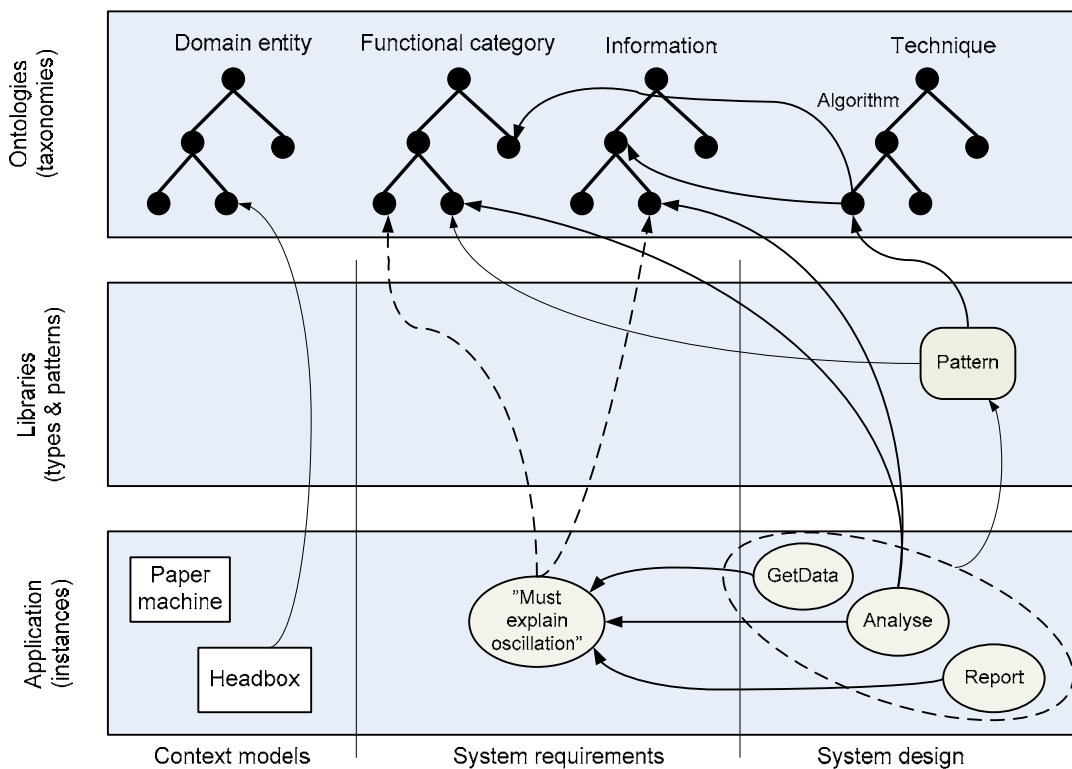 Ontologies
(taxonomies)
Domain entity
Functional category
Information
Technique
Algorithm
Libraries
(types & patterns)
Pattern
Application
(instances)
Paper
machine
Headbox
”Must
explain
oscillation”
GetData
Analyse
Report
Context models
System requirements
System design